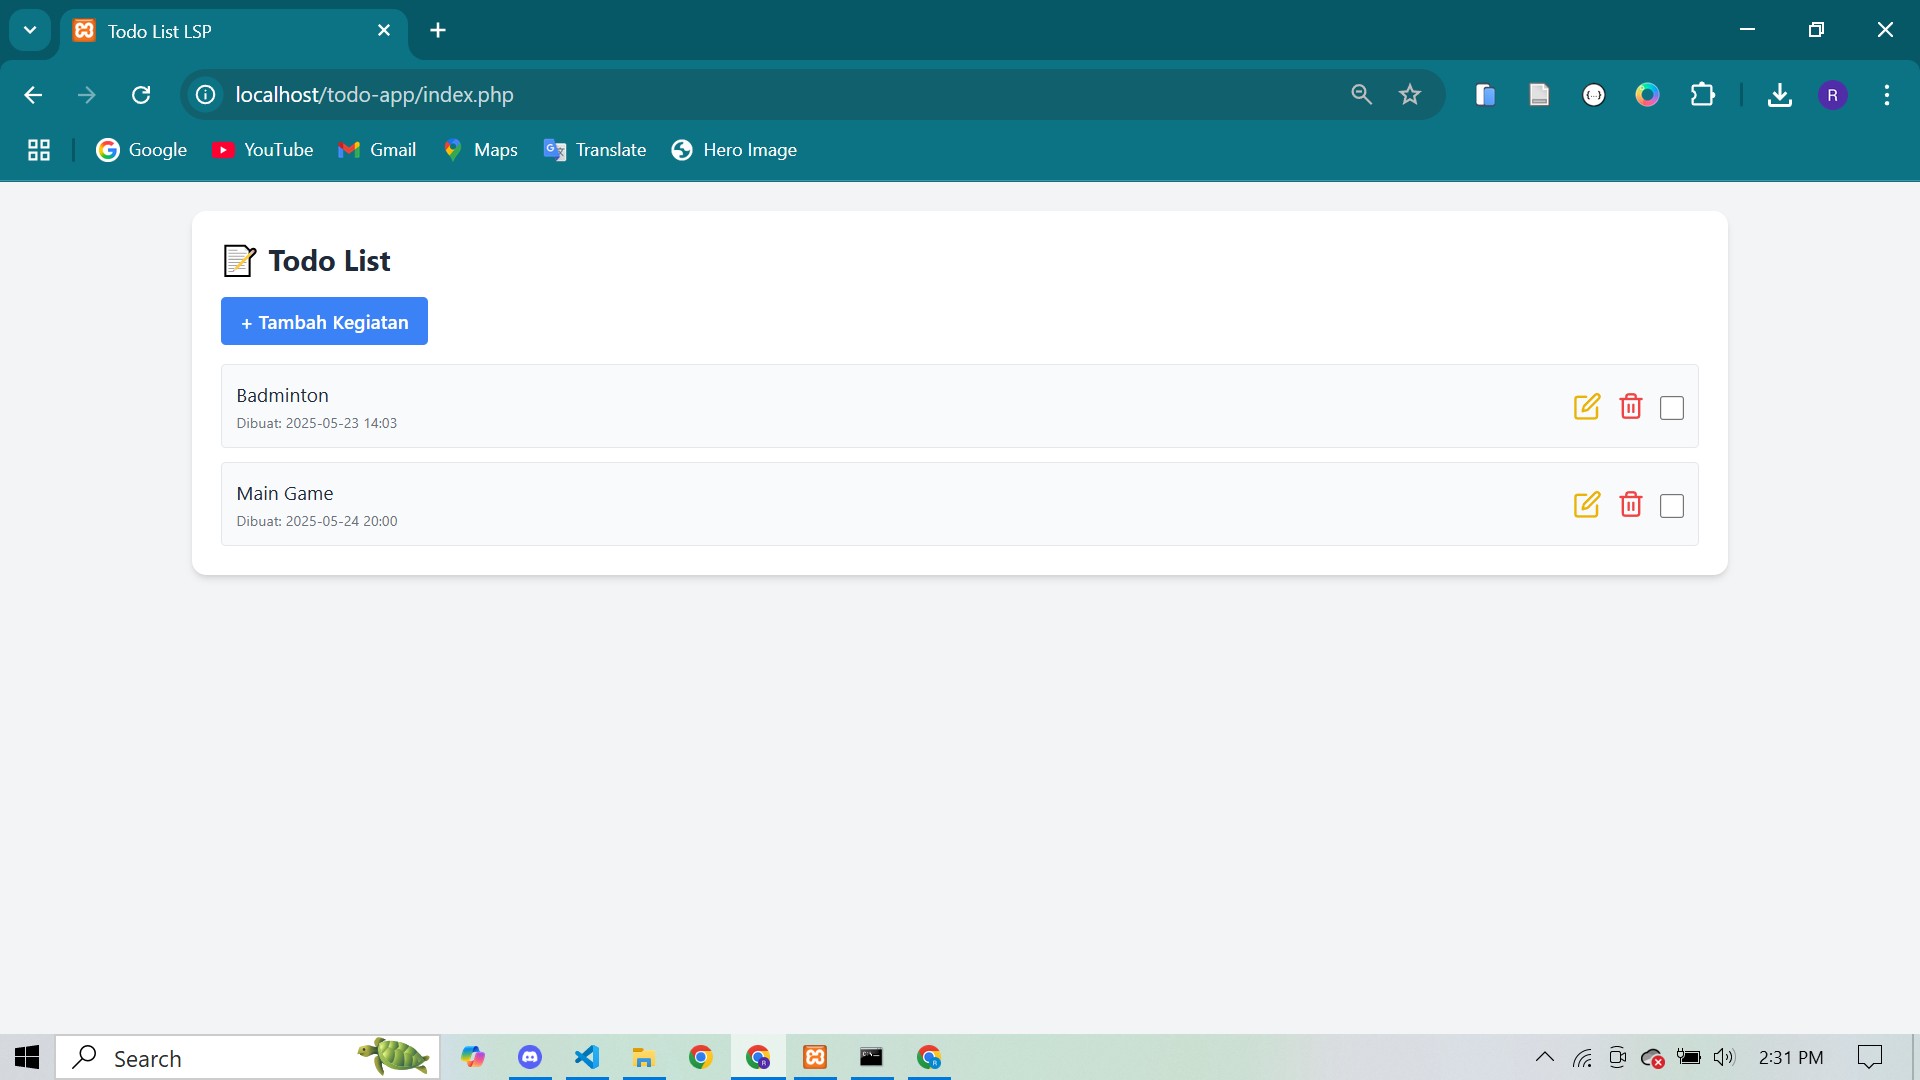 Todo List LSP
localhost/todo-app/index.php
R
Google
YouTube
Gmail
Maps
Translate
Hero Image
Todo List
+ Tambah Kegiatan
Badminton
Dibuat: 2025-05-23 14:03
Main Game
Dibuat: 2025-05-24 20:00
Search
2:31 PM